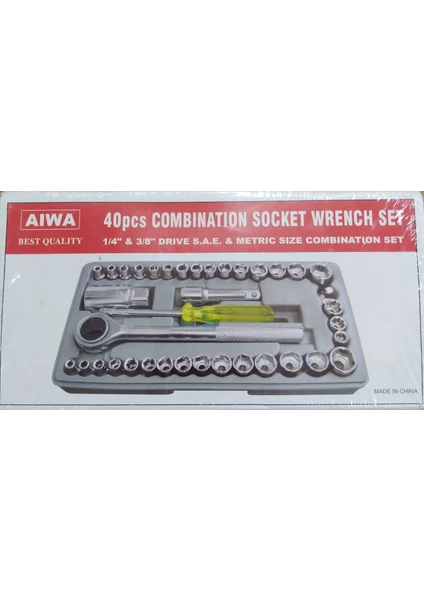 AIWA
BEST QUALITY
40pcs COMBINATION SOCKET WRENCH SET
1/4" & 3/8" DRIVE S.A.E. & METRIC SIZE COMBINATION SET
MADE IN CHINA